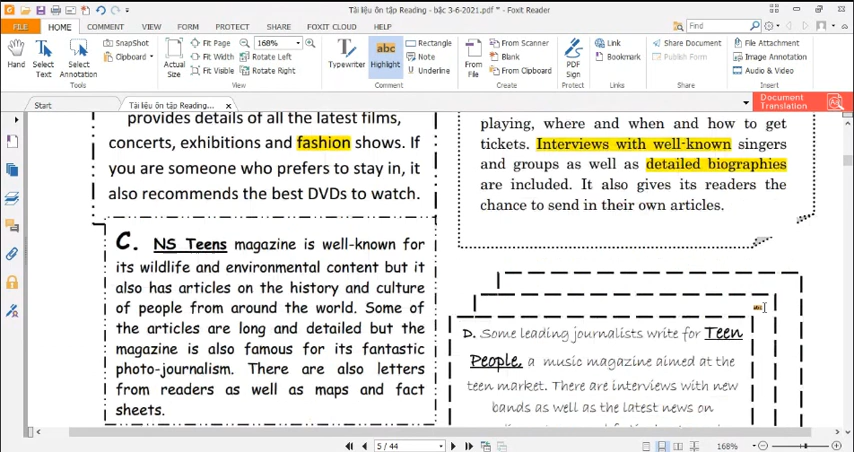 Tài liệu ôn tập Reading - bậc 3-6-2021.pdf * - Foxit Reader
FILE HOME COMMENT VIEW FORM PROTECT SHARE FOXIT CLOUD HELP
Find
Hand
Select Text
Select Annotation
SnapShot
Clipboard
Tools
Actual Size
Fit Page
Fit Width
Fit Visible
168%
Rotate Left
Rotate Right
View
Typewriter
Highlight
Rectangle
Note
Underline
Comment
From File
From Scanner
Blank
From Clipboard
Create
PDF Sign
Protect
Link
Bookmark
Links
Share Document
Publish Form
Share
File Attachment
Image Annotation
Audio & Video
Insert
Start
Tài liệu ôn tập Reading...
Document Translation
provides details of all the latest films,
concerts, exhibitions and fashion shows. If
you are someone who prefers to stay in, it
also recommends the best DVDs to watch.
C. NS Teens magazine is well-known for
its wildlife and environmental content but it
also has articles on the history and culture
of people from around the world. Some of
the articles are long and detailed but the
magazine is also famous for its fantastic
photo-journalism. There are also letters
from readers as well as maps and fact
sheets.
playing, where and when and how to get
tickets. Interviews with well-known singers
and groups as well as detailed biographies
are included. It also gives its readers the
chance to send in their own articles.
D. Some leading journalists write for Teen
People, a music magazine aimed at the
teen market. There are interviews with new
bands as well as the latest news on
5 / 44
168%